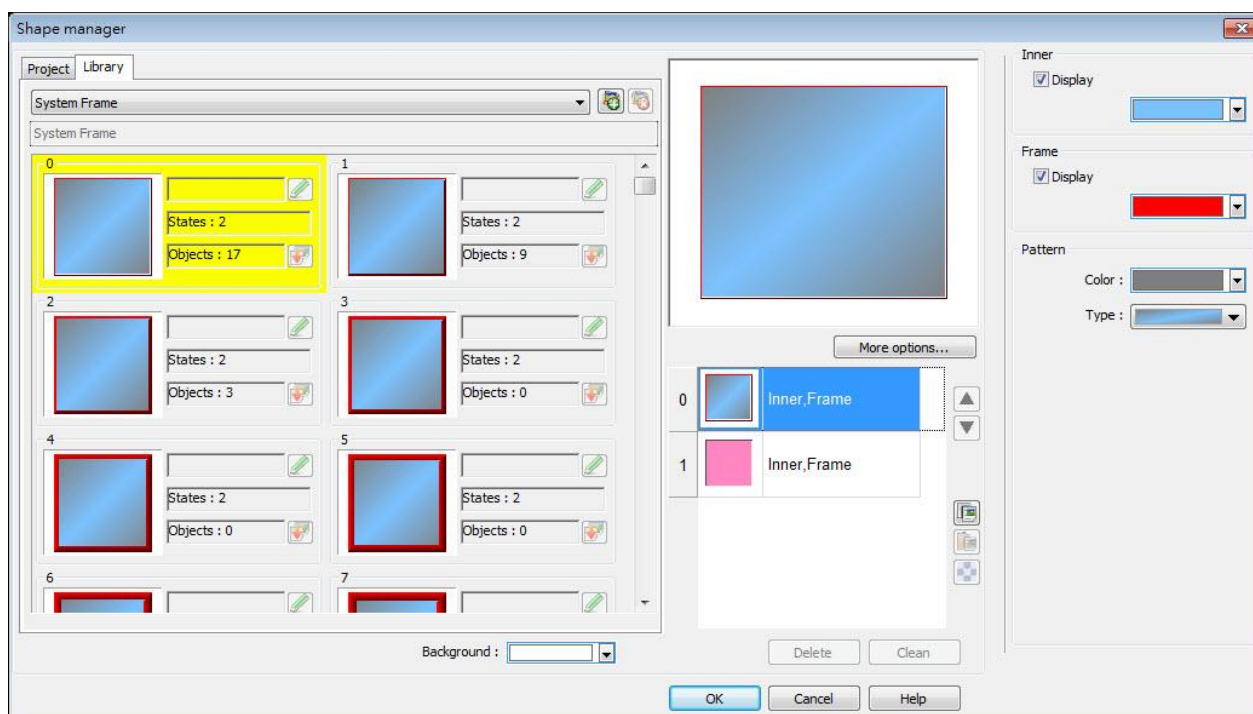 Shape manager
Project
Library
System Frame
System Frame
0
States : 2
Objects : 17
1
States : 2
Objects : 9
2
States : 2
Objects : 3
3
States : 2
Objects : 0
4
States : 2
Objects : 0
5
States : 2
Objects : 0
6
7
Background :
More options...
0
Inner,Frame
1
Inner,Frame
Delete
Clean
Inner
Display
Frame
Display
Pattern
Color :
Type :
OK
Cancel
Help